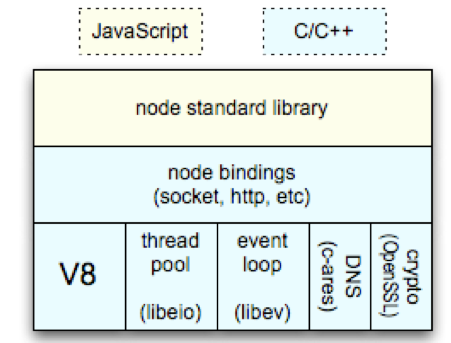 JavaScript
C/C++
node standard library
node bindings
(socket, http, etc)
V8
thread
pool
(libeio)
event
loop
(libev)
DNS
(c-ares)
crypto
(OpenSSL)